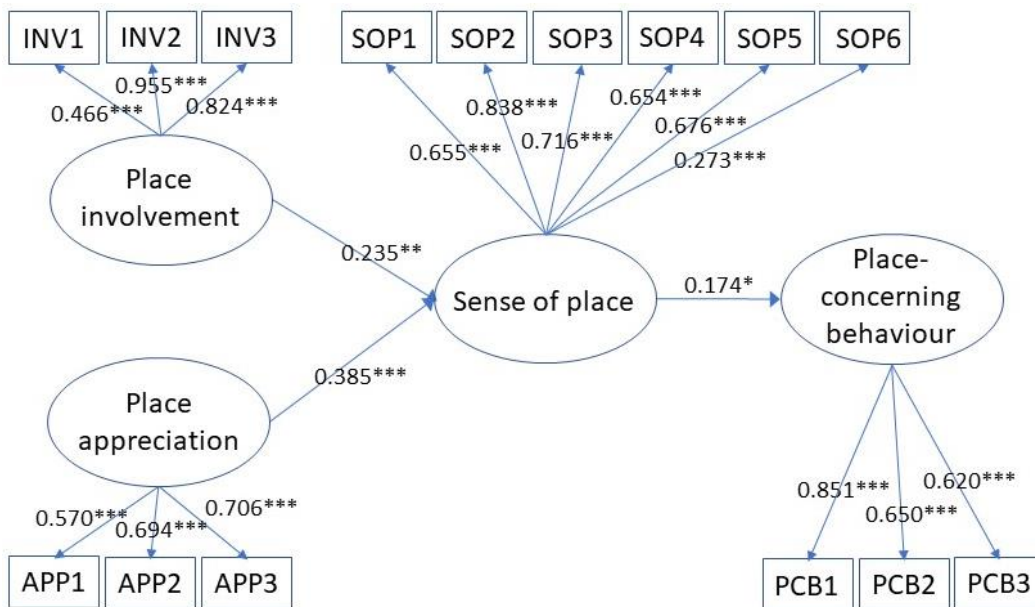 INV1 INV2 INV3 SOP1 SOP2 SOP3 SOP4 SOP5 SOP6
0.466*** 0.955*** 0.824***
0.655*** 0.838*** 0.716*** 0.654*** 0.676*** 0.273***
Place
involvement
0.235**
Sense of place
0.174*
Place-
concerning
behaviour
0.385***
Place
appreciation
0.570*** 0.694*** 0.706***
0.851*** 0.650*** 0.620***
APP1 APP2 APP3 PCB1 PCB2 PCB3